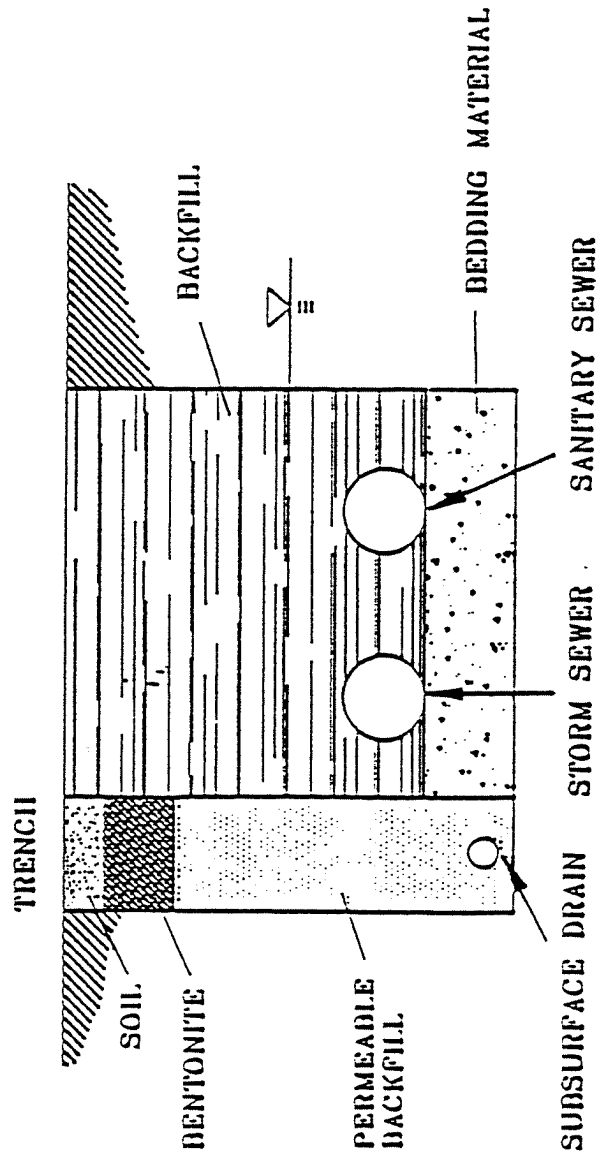 TRENCH
SOIL
BENTONITE
PERMEABLE
BACKFILL
SUBSURFACE DRAIN
STORM SEWER
SANITARY SEWER
BEDDING MATERIAL
BACKFILL